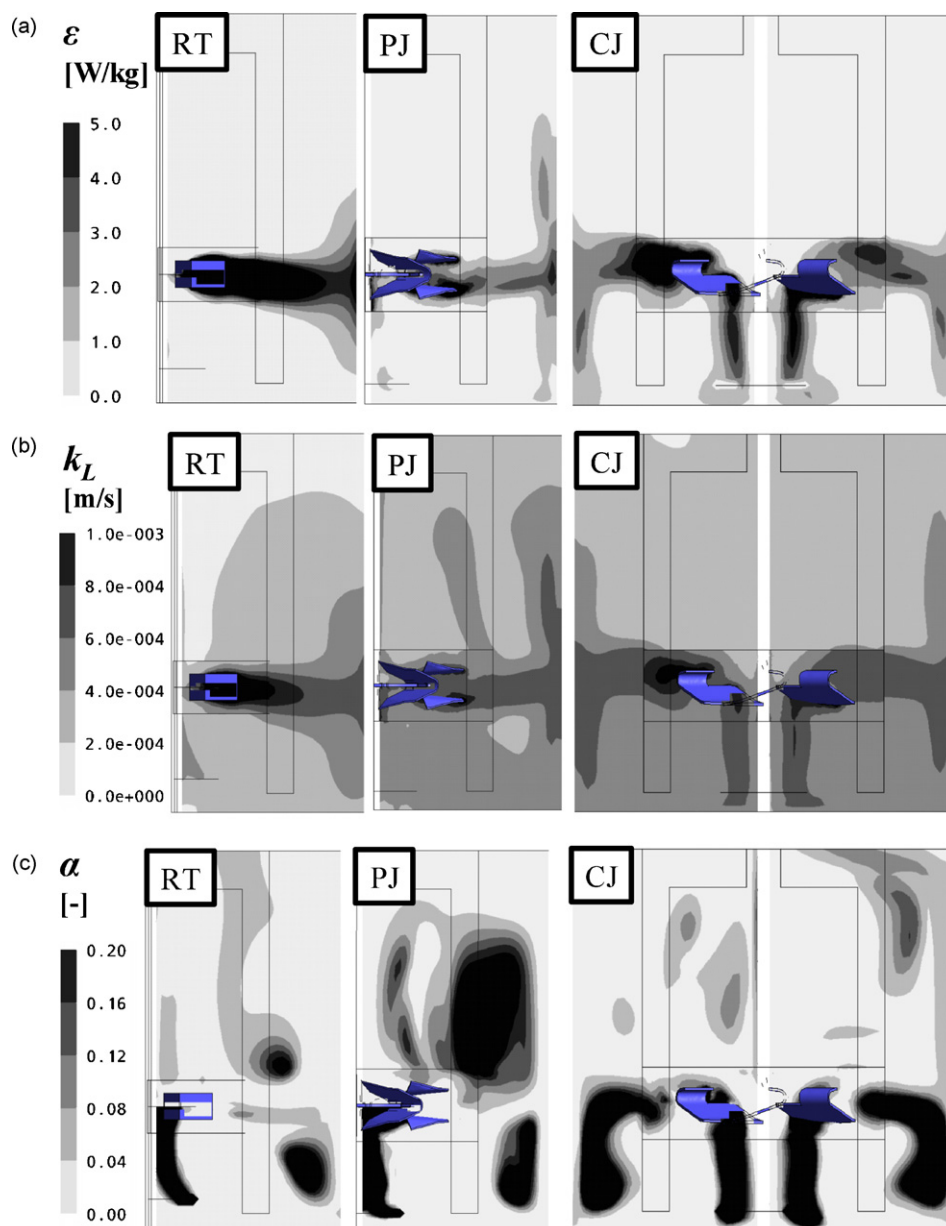 (a)
ε
[W/kg]
RT
PJ
CJ
5.0
4.0
3.0
2.0
1.0
0.0
(b)
k_L
[m/s]
RT
PJ
CJ
1.0e-003
8.0e-004
6.0e-004
4.0e-004
2.0e-004
0.0e+000
(c)
α
[-]
RT
PJ
CJ
0.20
0.16
0.12
0.08
0.04
0.00